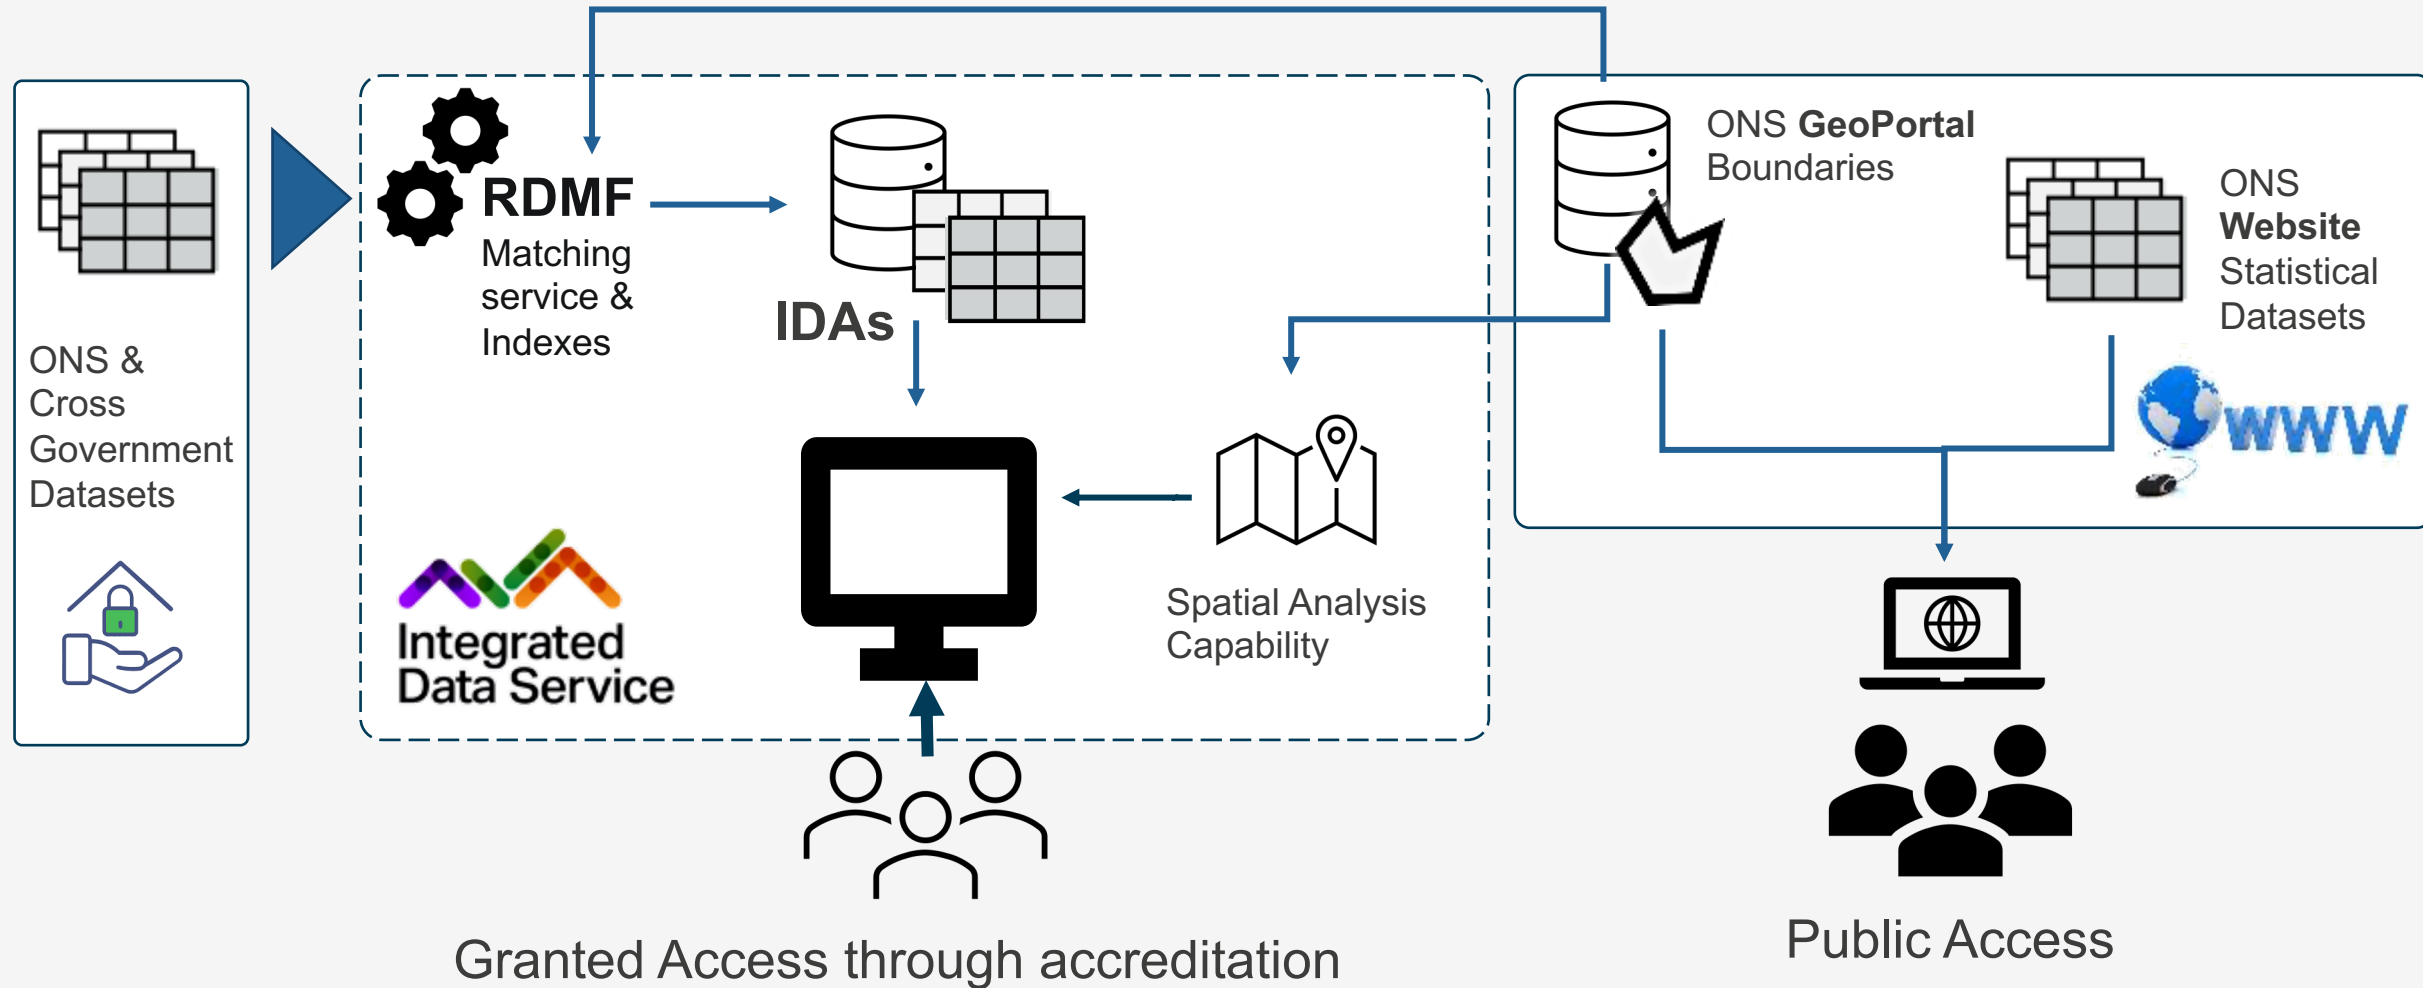 ONS &
Cross
Government
Datasets
RDMF
Matching
service &
Indexes
IDAs
Integrated
Data Service
Spatial Analysis
Capability
ONS GeoPortal
Boundaries
ONS
Website
Statistical
Datasets
www
Granted Access through accreditation
Public Access